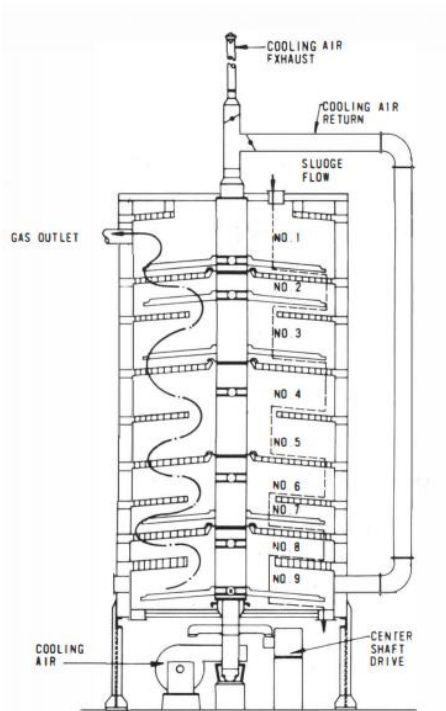 COOLING AIR
FXHAUST
COOLING AIR
RETURN
SLUDGE
FLOW
GAS OUTLET
NO. 1
NO. 2
NO. 3
NO. 4
NO. 5
NO. 6
NO. 7
NO. 8
NO. 9
COOLING
AIR
CENTER
SHAFT
DRIVE